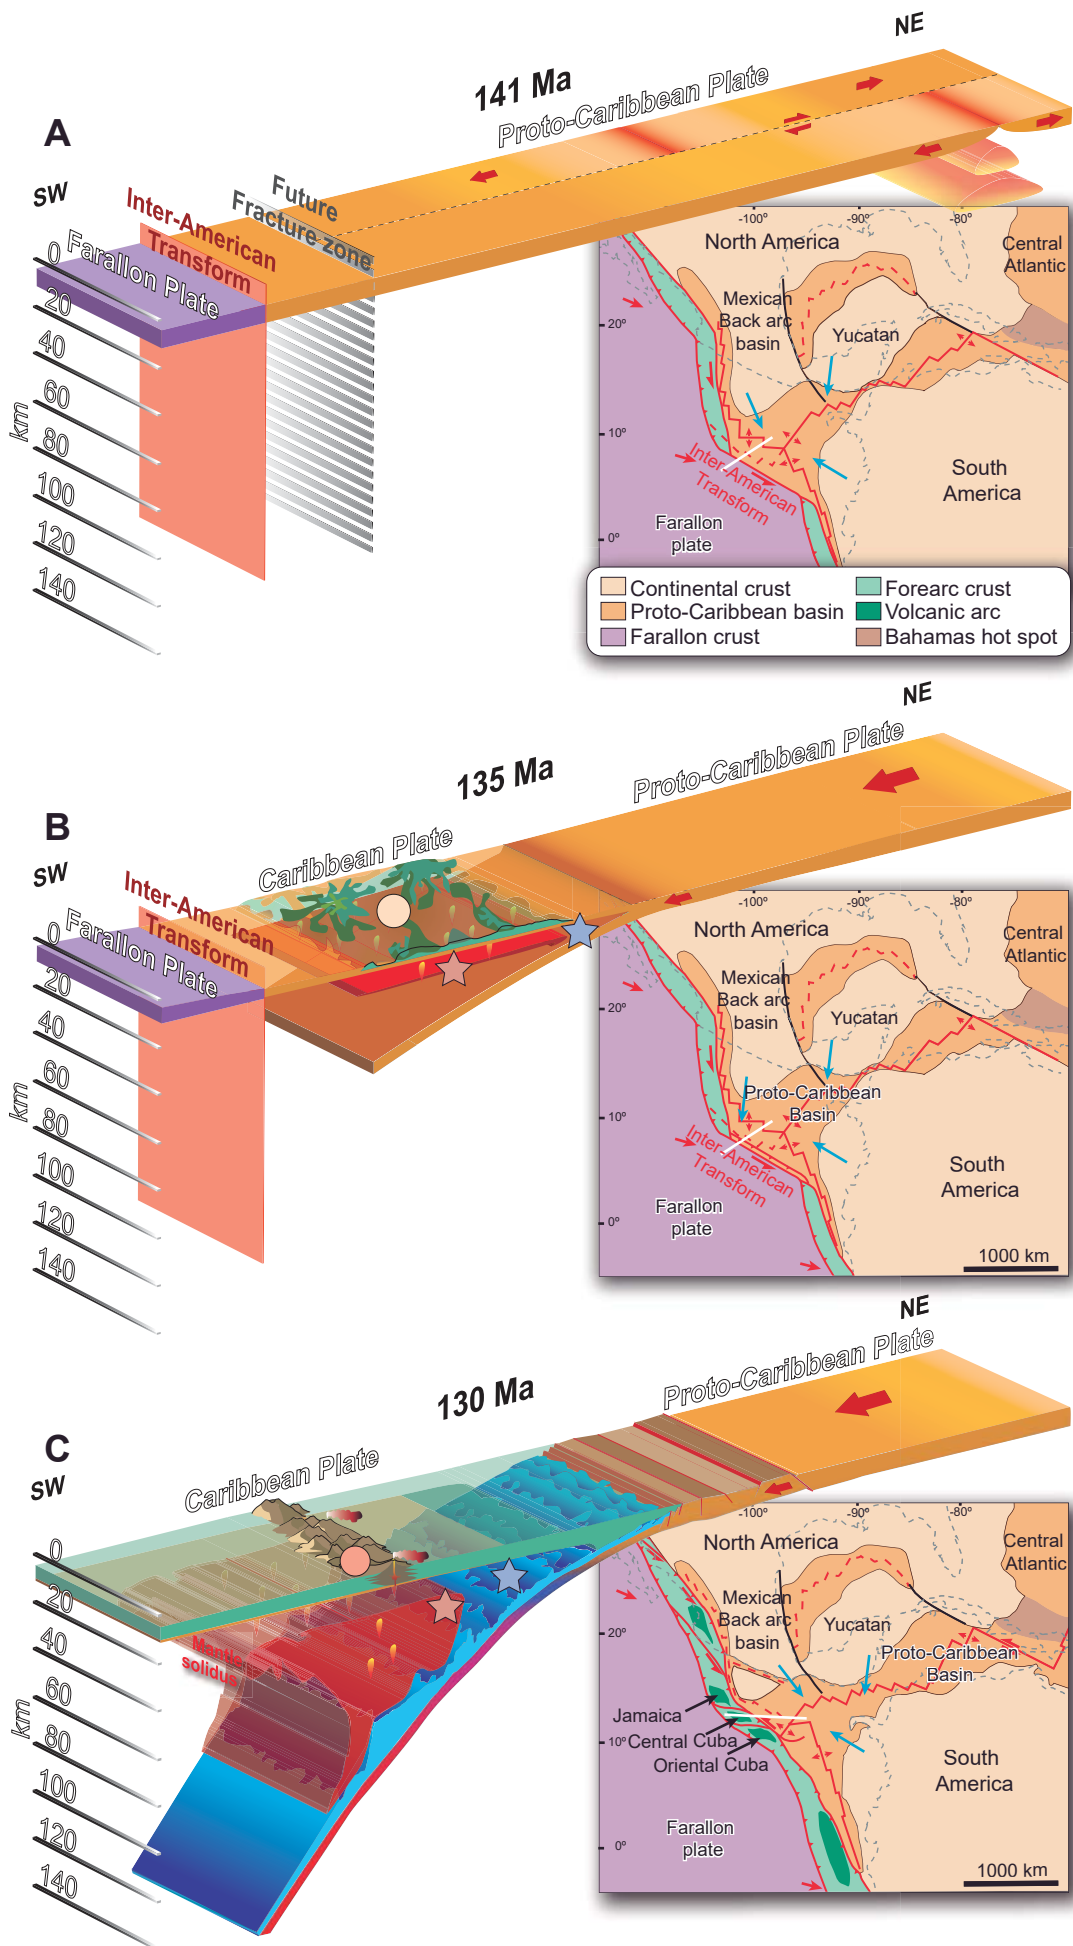 NE
141 Ma
Proto-Caribbean Plate
A
SW
Future
Fracture zone
Inter-American
Transform
Farallon Plate
0
20
40
60
80
100
120
140
km
-100°
-90°
-80°
North America
Central
Atlantic
Mexican
Back arc
basin
Yucatan
20°
10°
0°
Inter-American
Transform
South
America
Farallon
plate
Continental crust
Proto-Caribbean basin
Farallon crust
Forearc crust
Volcanic arc
Bahamas hot spot
NE
135 Ma
Proto-Caribbean Plate
B
SW
Caribbean Plate
Inter-American
Transform
Farallon Plate
0
20
40
60
80
100
120
140
km
-100°
-90°
-80°
North America
Central
Atlantic
Mexican
Back arc
basin
Yucatan
20°
Proto-Caribbean
Basin
10°
Inter-American
Transform
South
America
Farallon
plate
0°
1000 km
NE
130 Ma
Proto-Caribbean Plate
C
SW
Caribbean Plate
Mantle
solidus
0
20
40
60
80
100
120
140
km
-100°
-90°
-80°
North America
Central
Atlantic
Mexican
Back arc
basin
Yucatan
20°
Proto-Caribbean
Basin
Jamaica
Central Cuba
Oriental Cuba
10°
South
America
Farallon
plate
0°
1000 km